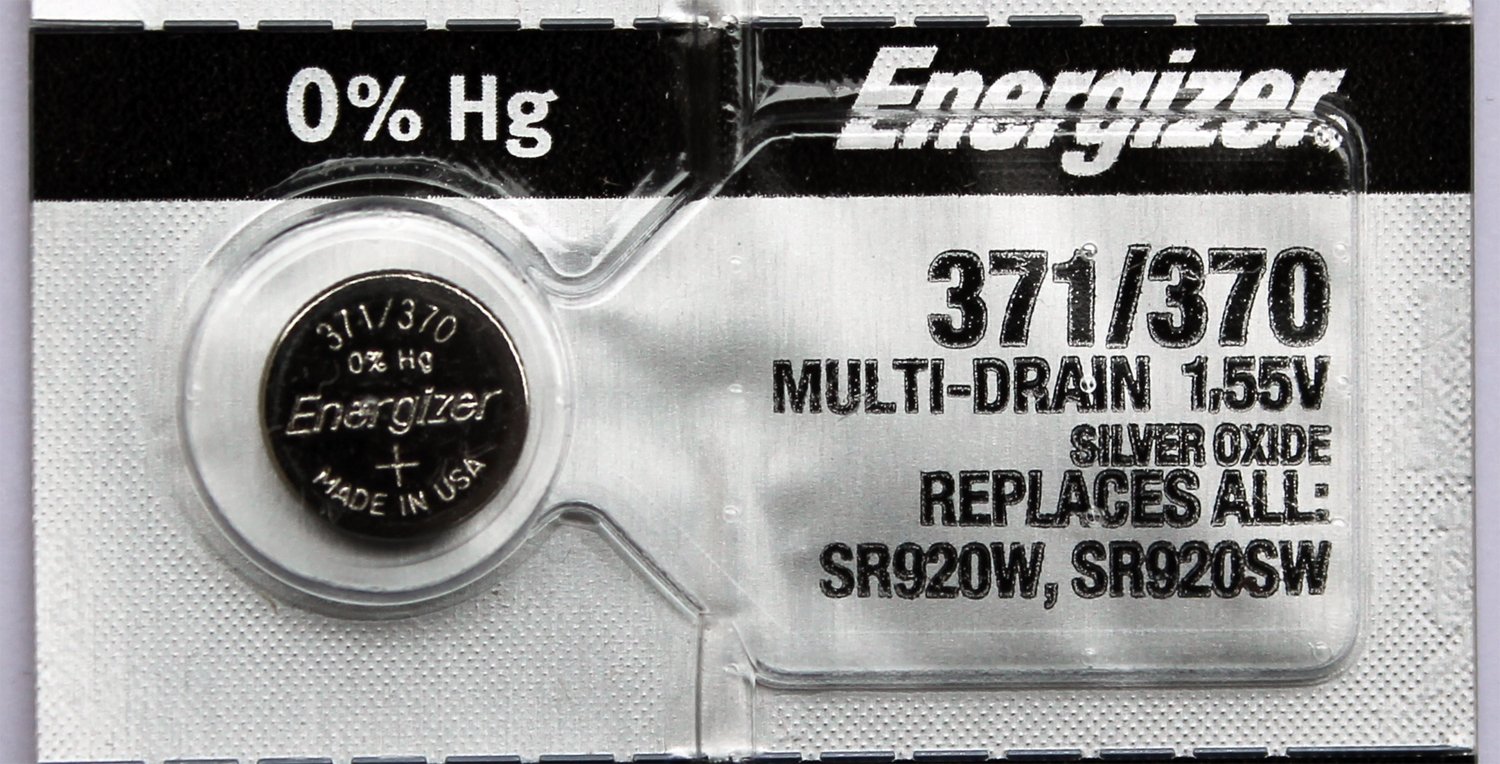 0% Hg
Energizer®
371/370
MULTI-DRAIN 1,55V
SILVER OXIDE
REPLACES ALL:
SR920W, SR920SW
371/370
0% Hg
Energizer
+
MADE IN USA